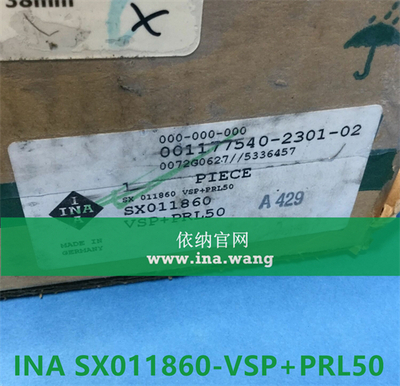 38mm
X
000-000-000
001177540-2301-02
0072G0627//5336457
1 PIECE
SX 011860 VSP+PRL50
INA
SX011860
A 429
VSP+PRL50
MADE IN
GERMANY
依纳官网
www.ina.wang
INA SX011860-VSP+PRL50